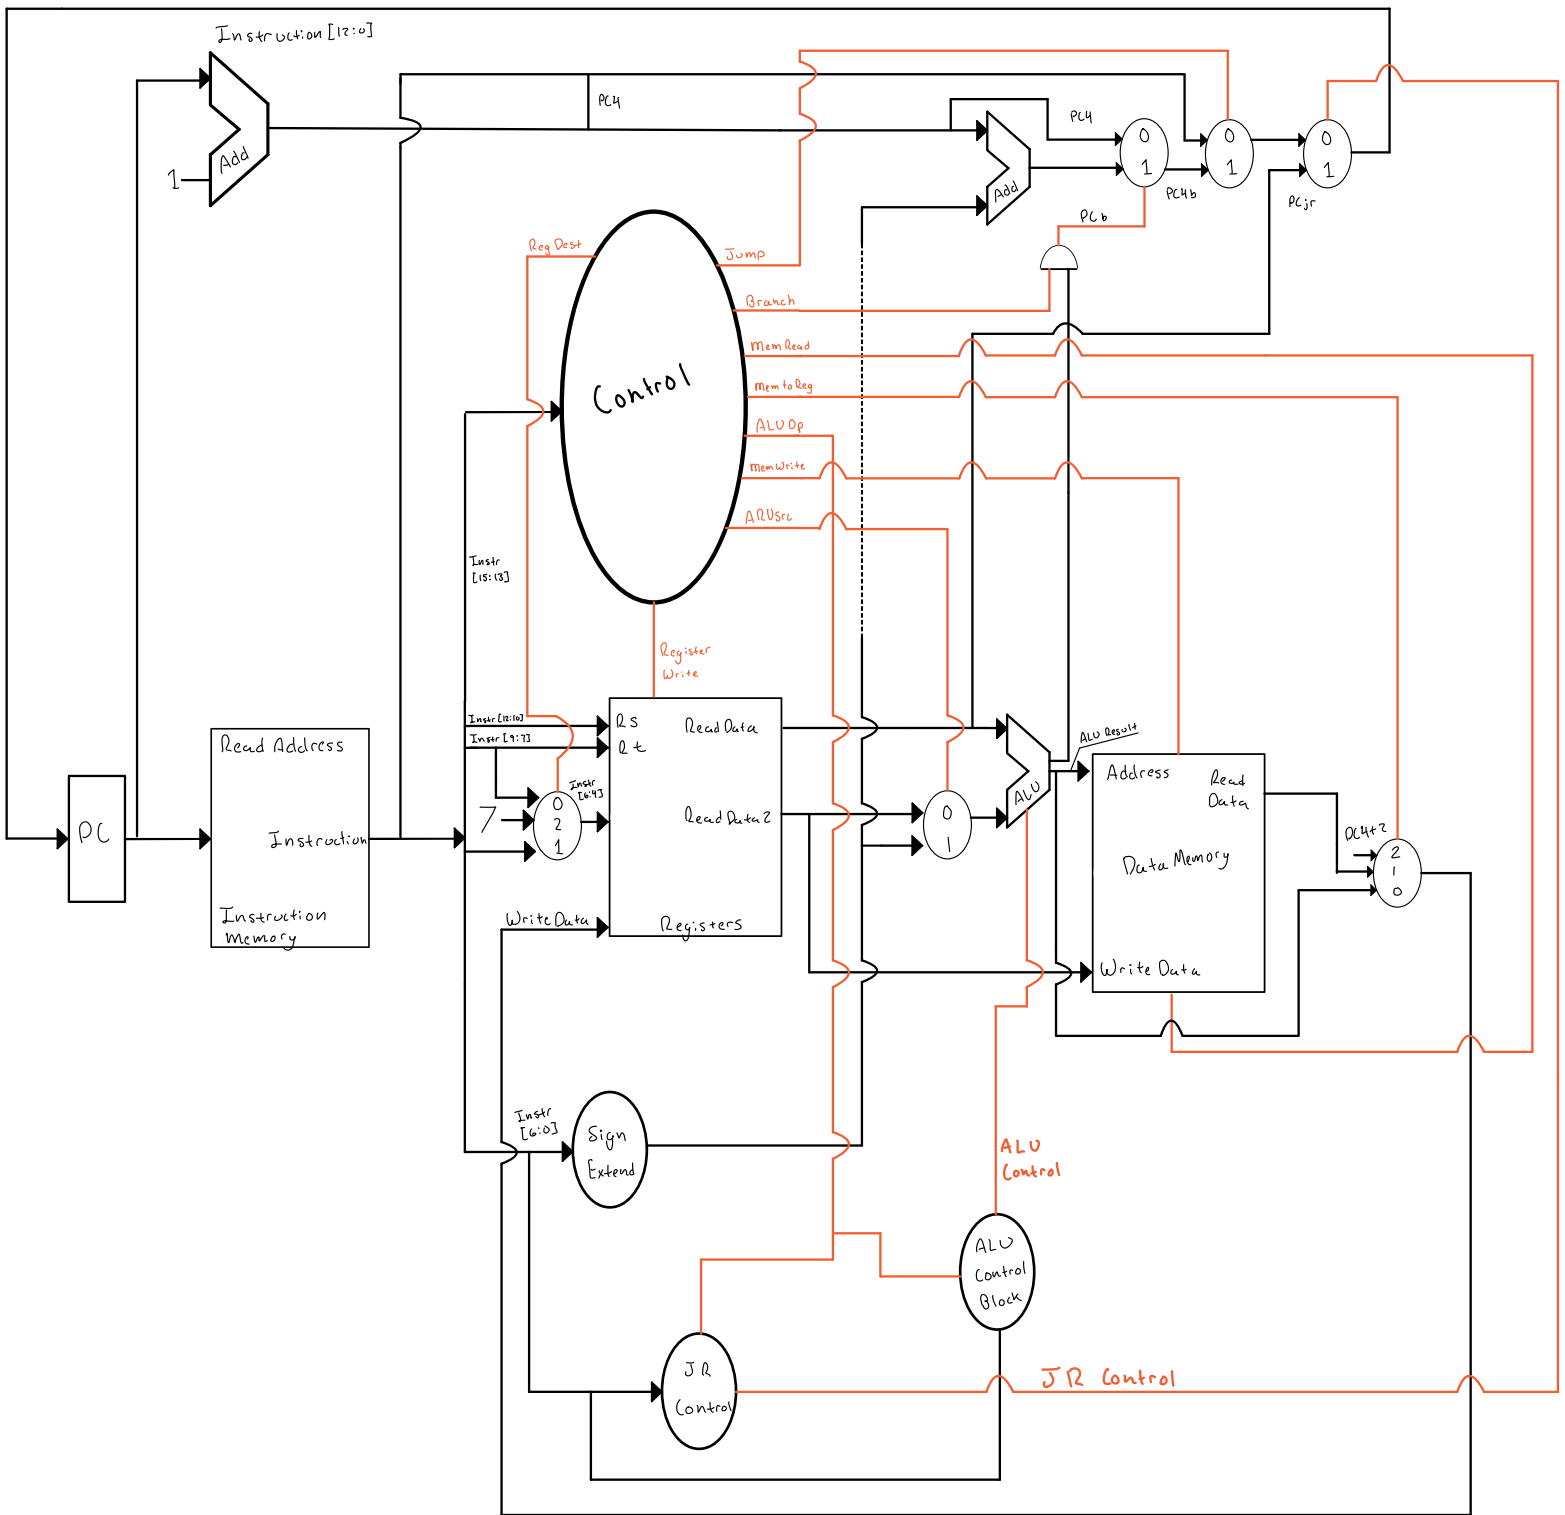 Instruction [12:0]
Add
1
PC4
PC4
Add
0
1
PC4b
0
1
0
1
PCjr
PCb
Reg Dest
Jump
Branch
Mem Read
Mem to Reg
ALU Op
Mem Write
ARUSrc
Control
Instr
[15:13]
Register
Write
Instr [12:10]
Instr [9:7]
Rs
Rt
Read Data
Read Data 2
Registers
Write Data
Instr
[6:4]
7
0
2
1
PC
Read Address
Instruction
Instruction
Memory
0
1
ALU
ALU Result
Address
Read
Data
Data Memory
Write Data
PC4+2
2
1
0
Instr
[6:0]
Sign
Extend
ALU
Control
ALU
Control
Block
JR
Control
JR Control